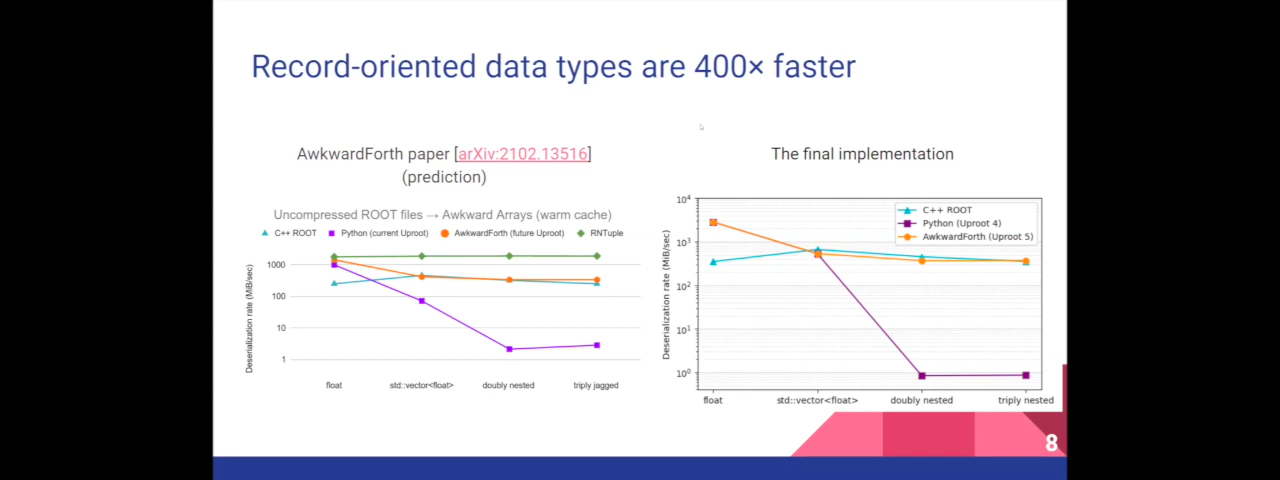 Record-oriented data types are 400× faster
AwkwardForth paper [arXiv:2102.13516]
(prediction)
Uncompressed ROOT files → Awkward Arrays (warm cache)
C++ ROOT Python (current Uproot) AwkwardForth (future Uproot) RNTuple
Deserialization rate (MiB/sec)
1000
100
10
1
float std::vector<float> doubly nested triply jagged
The final implementation
C++ ROOT
Python (Uproot 4)
AwkwardForth (Uproot 5)
Deserialization rate (MiB/sec)
10⁴
10³
10²
10¹
10⁰
float std::vector<float> doubly nested triply nested
8